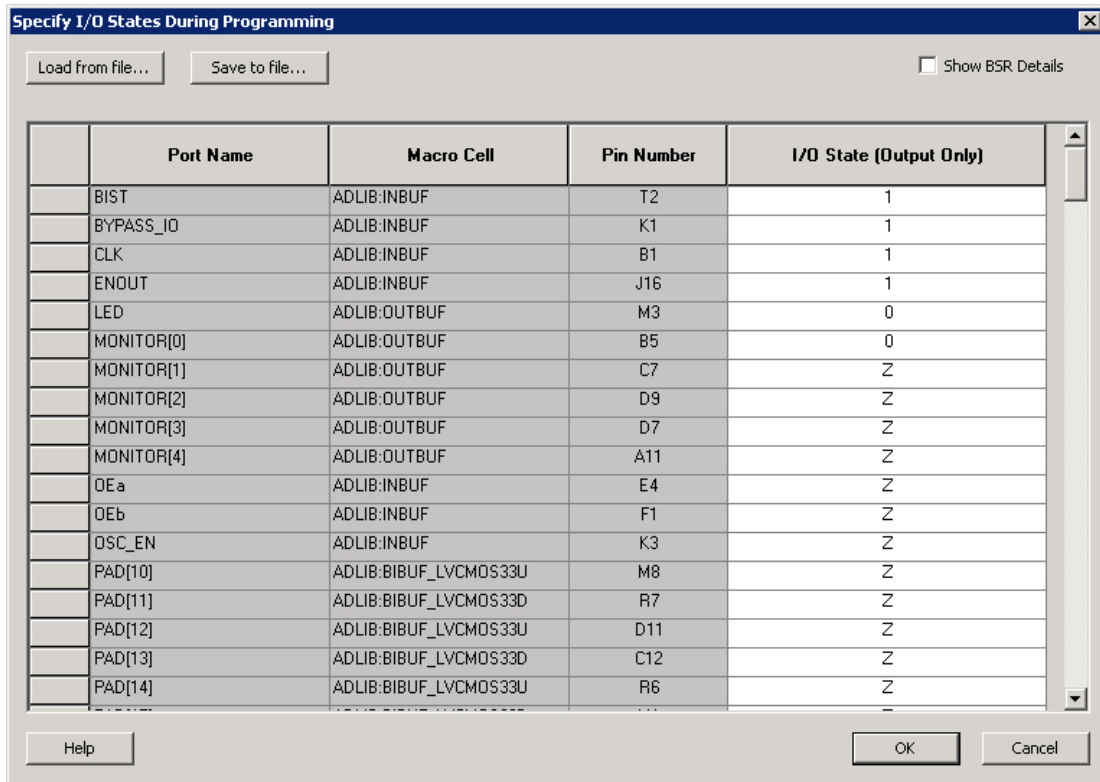 Specify I/O States During Programming
Load from file... Save to file... Show BSR Details
Port Name Macro Cell Pin Number I/O State (Output Only)
BIST ADLIB:INBUF T2 1
BYPASS_IO ADLIB:INBUF K1 1
CLK ADLIB:INBUF B1 1
ENOUT ADLIB:INBUF J16 1
LED ADLIB:OUTBUF M3 0
MONITOR[0] ADLIB:OUTBUF B5 0
MONITOR[1] ADLIB:OUTBUF C7 Z
MONITOR[2] ADLIB:OUTBUF D9 Z
MONITOR[3] ADLIB:OUTBUF D7 Z
MONITOR[4] ADLIB:OUTBUF A11 Z
OEa ADLIB:INBUF E4 Z
OEb ADLIB:INBUF F1 Z
OSC_EN ADLIB:INBUF K3 Z
PAD[10] ADLIB:BIBUF_LVCMOS33U M8 Z
PAD[11] ADLIB:BIBUF_LVCMOS33D R7 Z
PAD[12] ADLIB:BIBUF_LVCMOS33U D11 Z
PAD[13] ADLIB:BIBUF_LVCMOS33D C12 Z
PAD[14] ADLIB:BIBUF_LVCMOS33U R6 Z
Help OK Cancel